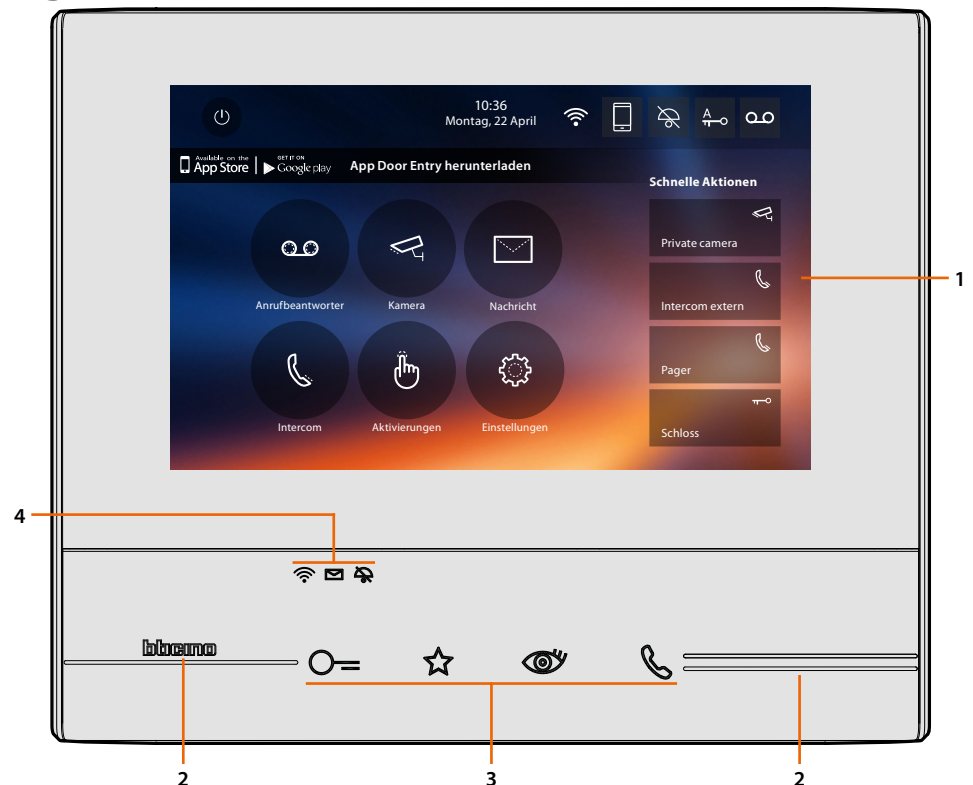 10:36
Montag, 22 April
Available on the
App Store
GET IT ON
Google play
App Door Entry herunterladen
Schnelle Aktionen
Private camera
1
Anrufbeantworter
Kamera
Nachricht
Intercom extern
Pager
Intercom
Aktivierungen
Einstellungen
Schloss
4
bticino
2
3
2